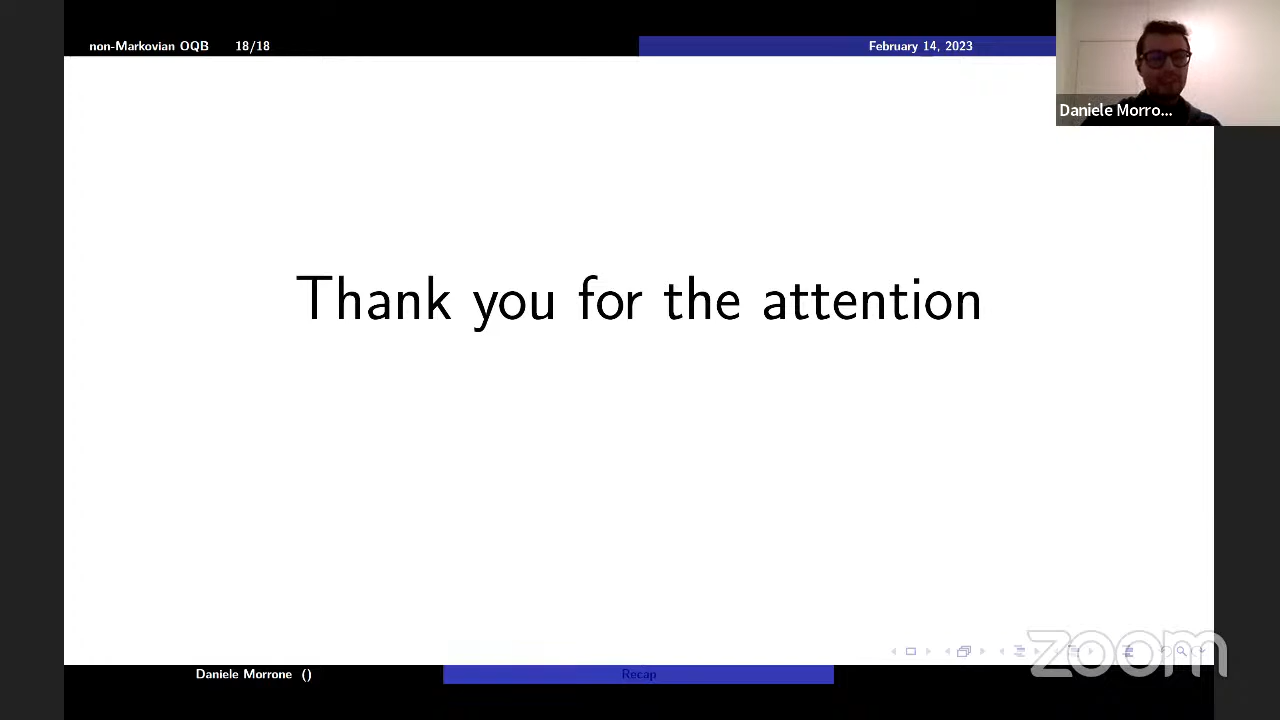 non-Markovian OQB 18/18
February 14, 2023
Daniele Morro...
Thank you for the attention
zoom
Daniele Morrone ()
Recap